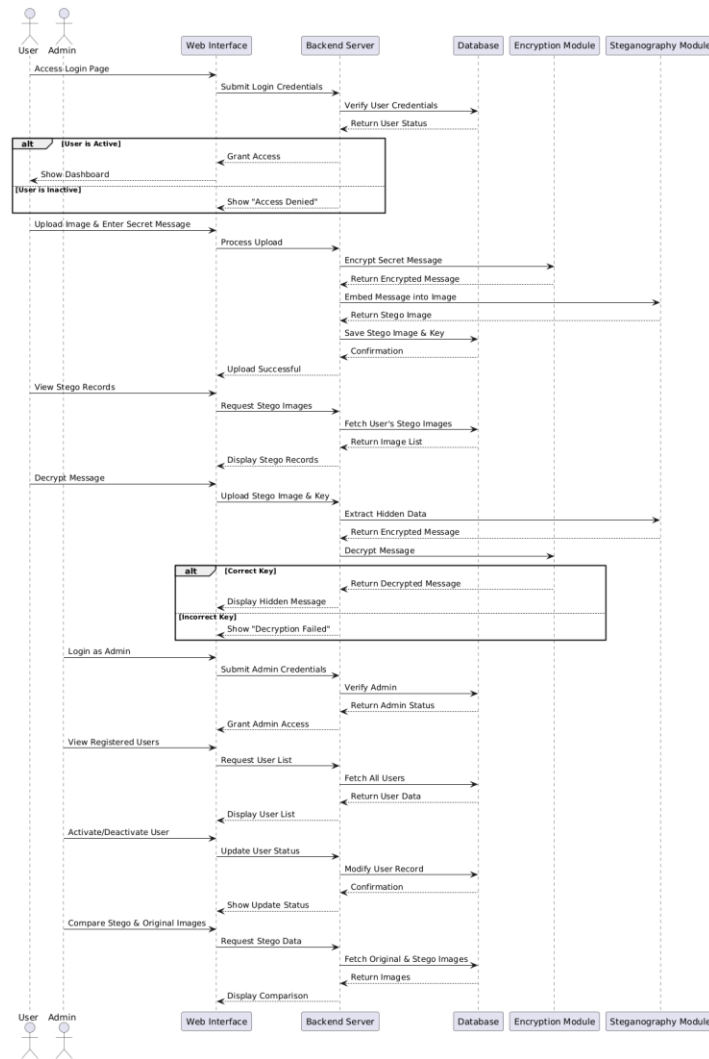 User Admin Web Interface Backend Server Database Encryption Module Steganography Module
Access Login Page
Submit Login Credentials
Verify User Credentials
Return User Status
alt [User is Active]
Grant Access
Show Dashboard
[User is Inactive]
Show "Access Denied"
Upload Image & Enter Secret Message
Process Upload
Encrypt Secret Message
Return Encrypted Message
Embed Message into Image
Return Stego Image
Save Stego Image & Key
Confirmation
Upload Successful
View Stego Records
Request Stego Images
Fetch User's Stego Images
Return Image List
Display Stego Records
Decrypt Message
Upload Stego Image & Key
Extract Hidden Data
Return Encrypted Message
Decrypt Message
alt [Correct Key]
Return Decrypted Message
Display Hidden Message
[Incorrect Key]
Show "Decryption Failed"
Login as Admin
Submit Admin Credentials
Verify Admin
Return Admin Status
Grant Admin Access
View Registered Users
Request User List
Fetch All Users
Return User Data
Display User List
Activate/Deactivate User
Update User Status
Modify User Record
Confirmation
Show Update Status
Compare Stego & Original Images
Request Stego Data
Fetch Original & Stego Images
Return Images
Display Comparison
User Admin Web Interface Backend Server Database Encryption Module Steganography Module